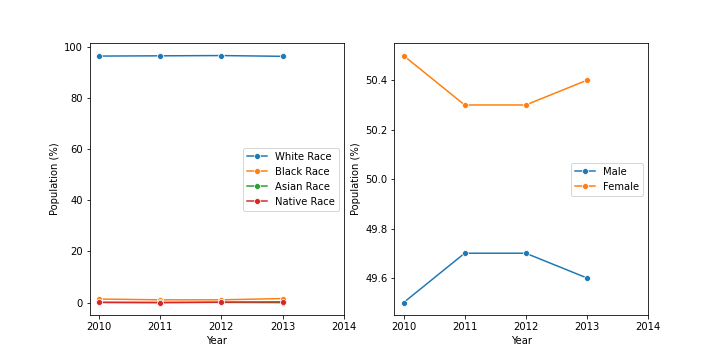 100
80
60
40
20
0
Population (%)
2010 2011 2012 2013 2014
Year
White Race
Black Race
Asian Race
Native Race
50.4
50.2
50.0
49.8
49.6
Population (%)
2010 2011 2012 2013 2014
Year
Male
Female